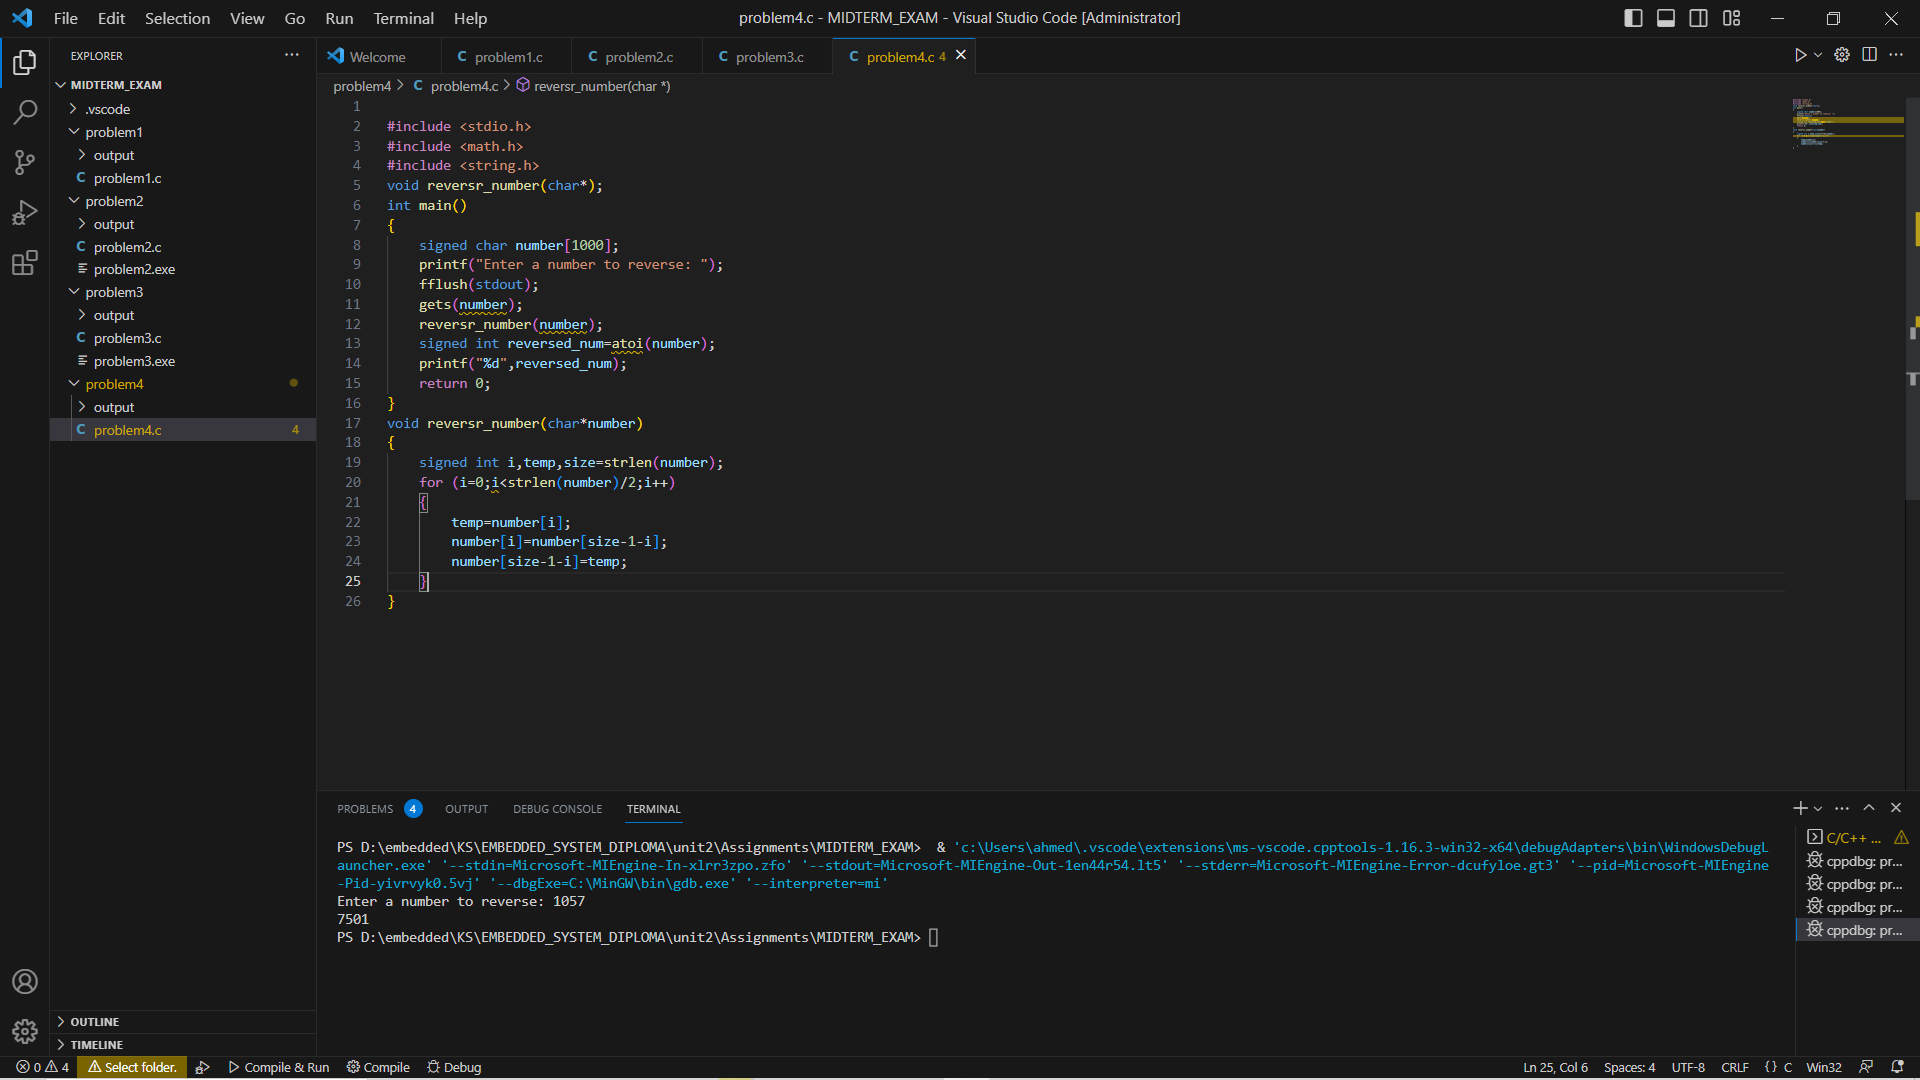 File Edit Selection View Go Run Terminal Help
problem4.c - MIDTERM_EXAM - Visual Studio Code [Administrator]
EXPLORER
MIDTERM_EXAM
.vscode
problem1
output
C problem1.c
problem2
output
C problem2.c
problem2.exe
problem3
output
C problem3.c
problem3.exe
problem4
output
C problem4.c 4
OUTLINE
TIMELINE
Welcome
C problem1.c
C problem2.c
C problem3.c
C problem4.c 4
problem4 > C problem4.c > reversr_number(char *)
1
2 #include <stdio.h>
3 #include <math.h>
4 #include <string.h>
5 void reversr_number(char*);
6 int main()
7 {
8 signed char number[1000];
9 printf("Enter a number to reverse: ");
10 fflush(stdout);
11 gets(number);
12 reversr_number(number);
13 signed int reversed_num=atoi(number);
14 printf("%d",reversed_num);
15 return 0;
16 }
17 void reversr_number(char*number)
18 {
19 signed int i,temp,size=strlen(number);
20 for (i=0;i<strlen(number)/2;i++)
21 {
22 temp=number[i];
23 number[i]=number[size-1-i];
24 number[size-1-i]=temp;
25 }
26 }
PROBLEMS 4 OUTPUT DEBUG CONSOLE TERMINAL
PS D:\embedded\KS\EMBEDDED_SYSTEM_DIPLOMA\unit2\Assignments\MIDTERM_EXAM> & 'c:\Users\ahmed\.vscode\extensions\ms-vscode.cpptools-1.16.3-win32-x64\debugAdapters\bin\WindowsDebugL
auncher.exe' '--stdin=Microsoft-MIEngine-In-xlrr3zpo.zfo' '--stdout=Microsoft-MIEngine-Out-1en44r54.lt5' '--stderr=Microsoft-MIEngine-Error-dcufyloe.gt3' '--pid=Microsoft-MIEngine
-Pid-yivrvyk0.5vj' '--dbgExe=C:\MinGW\bin\gdb.exe' '--interpreter=mi'
Enter a number to reverse: 1057
7501
PS D:\embedded\KS\EMBEDDED_SYSTEM_DIPLOMA\unit2\Assignments\MIDTERM_EXAM>
C/C++ ...
cppdbg: pr...
cppdbg: pr...
cppdbg: pr...
cppdbg: pr...
0 4 Select folder. Compile & Run Compile Debug
Ln 25, Col 6 Spaces: 4 UTF-8 CRLF {} C Win32